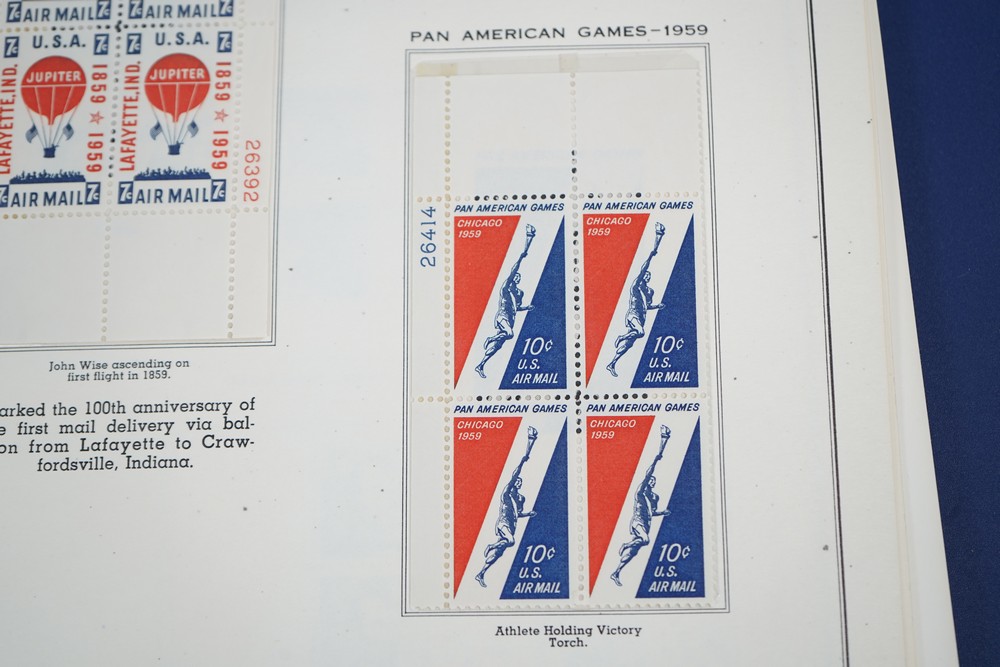 AIR MAIL 7c
7c AIR MAIL 7c
7c U.S.A. 7c
JUPITER
LAFAYETTE, IND.
1859 ★ 1959
7c AIR MAIL 7c
U.S.A. 7c
JUPITER
LAFAYETTE, IND.
1859 ★ 1959
7c AIR MAIL 7c
26392
John Wise ascending on
first flight in 1859.
arked the 100th anniversary of
e first mail delivery via bal-
on from Lafayette to Craw-
fordsville, Indiana.
PAN AMERICAN GAMES—1959
26414
PAN AMERICAN GAMES
CHICAGO
1959
10¢
U.S.
AIR MAIL
PAN AMERICAN GAMES
CHICAGO
1959
10¢
U.S.
AIR MAIL
PAN AMERICAN GAMES
CHICAGO
1959
10¢
U.S.
AIR MAIL
PAN AMERICAN GAMES
CHICAGO
1959
10¢
U.S.
AIR MAIL
Athlete Holding Victory
Torch.